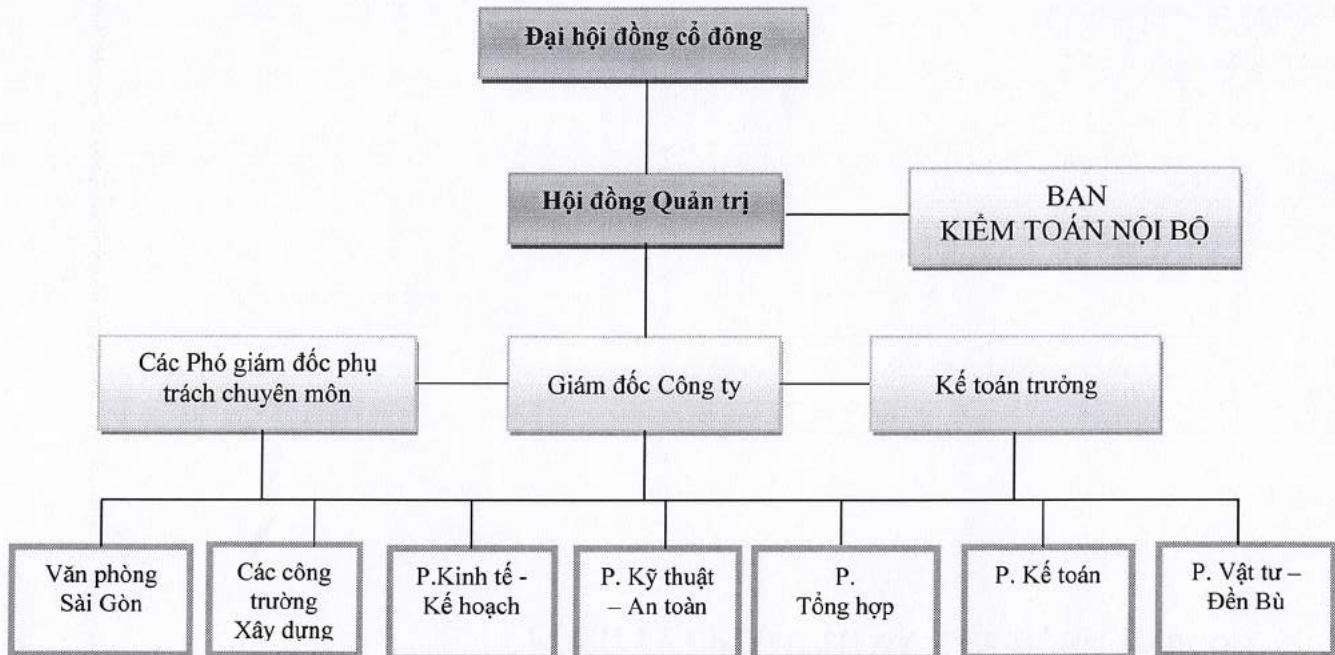 Đại hội đồng cổ đông
Hội đồng Quản trị
BAN
KIỂM TOÁN NỘI BỘ
Các Phó giám đốc phụ
trách chuyên môn
Giám đốc Công ty
Kế toán trưởng
Văn phòng
Sài Gòn
Các công
trường
Xây dựng
P.Kinh tế -
Kế hoạch
P. Kỹ thuật
– An toàn
P.
Tổng hợp
P. Kế toán
P. Vật tư –
Đền Bù